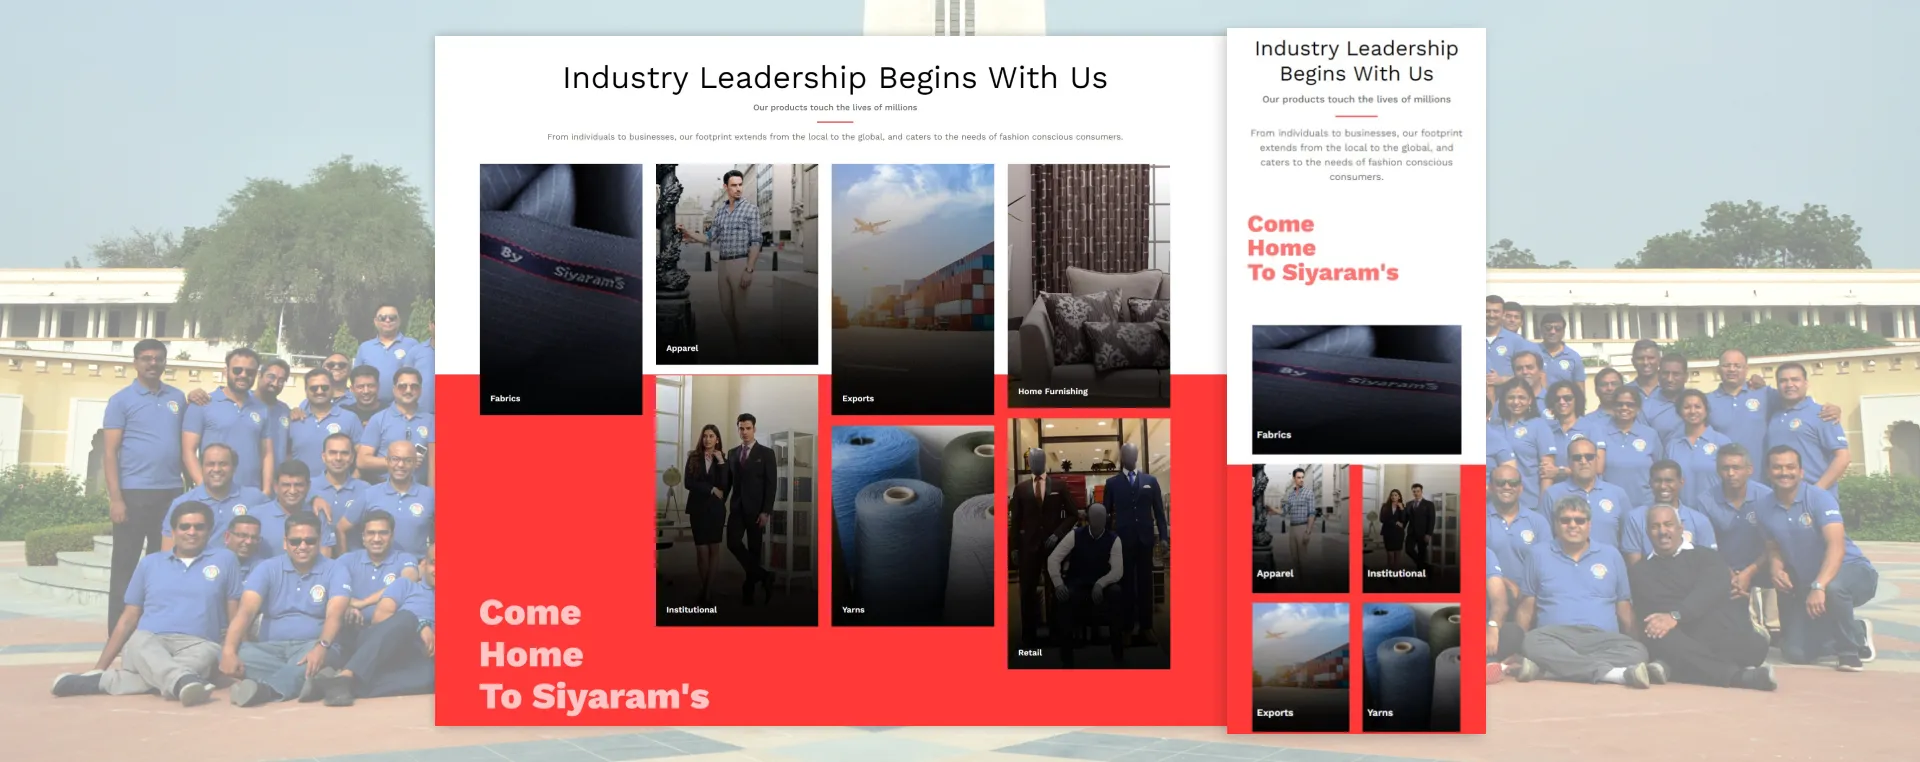 Industry Leadership Begins With Us
Our products touch the lives of millions
From individuals to businesses, our footprint extends from the local to the global, and caters to the needs of fashion conscious consumers.
By Siyaram's
Fabrics
Apparel
Exports
Home Furnishing
Institutional
Yarns
Retail
Come
Home
To Siyaram's
Industry Leadership
Begins With Us
Our products touch the lives of millions
From individuals to businesses, our footprint
extends from the local to the global, and
caters to the needs of fashion conscious
consumers.
Come
Home
To Siyaram's
By Siyaram's
Fabrics
Apparel
Institutional
Exports
Yarns